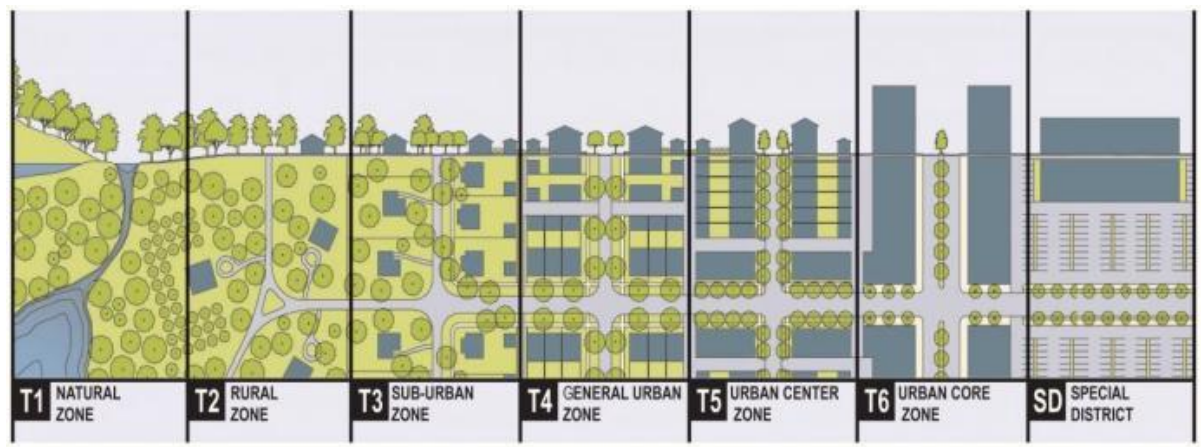 T1 NATURAL
ZONE
T2 RURAL
ZONE
T3 SUB-URBAN
ZONE
T4 GENERAL URBAN
ZONE
T5 URBAN CENTER
ZONE
T6 URBAN CORE
ZONE
SD SPECIAL
DISTRICT